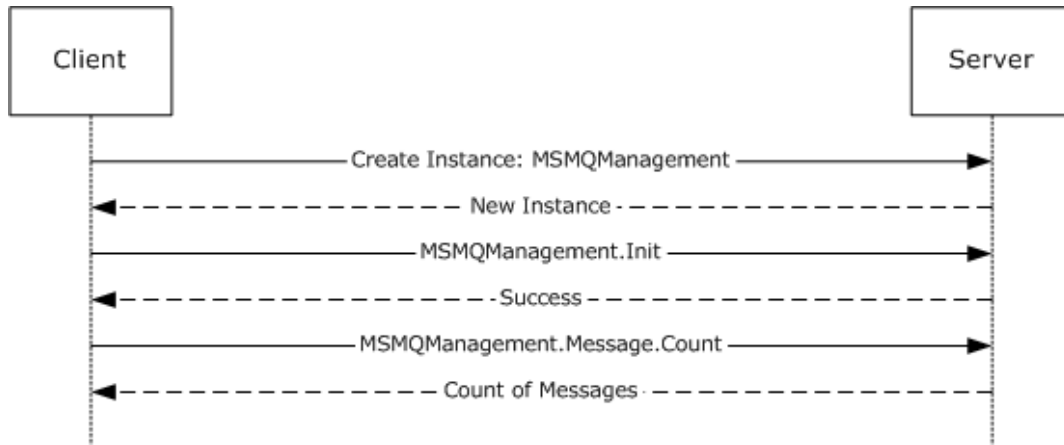 Client
Server
Create Instance: MSMQManagement
New Instance
MSMQManagement.Init
Success
MSMQManagement.Message.Count
Count of Messages